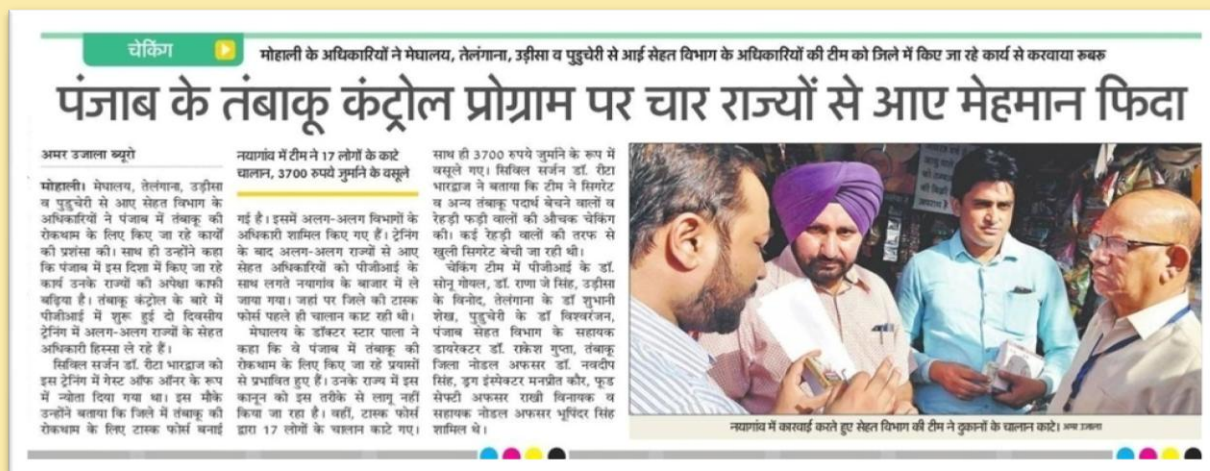 चेकिंग
मोहाली के अधिकारियों ने मेघालय, तेलंगाना, उड़ीसा व पुडुचेरी से आई सेहत विभाग के अधिकारियों की टीम को जिले में किए जा रहे कार्य से करवाया रूबरू
पंजाब के तंबाकू कंट्रोल प्रोग्राम पर चार राज्यों से आए मेहमान फिदा
अमर उजाला ब्यूरो
मोहाली। मेघालय, तेलंगाना, उड़ीसा
व पुडुचेरी से आए सेहत विभाग के
अधिकारियों ने पंजाब में तंबाकू की
रोकथाम के लिए किए जा रहे कार्यों
की प्रशंसा की। साथ ही उन्होंने कहा
कि पंजाब में इस दिशा में किए जा रहे
कार्य उनके राज्यों की अपेक्षा काफी
बढ़िया है। तंबाकू कंट्रोल के बारे में
पीजीआई में शुरू हुई दो दिवसीय
ट्रेनिंग में अलग-अलग राज्यों के सेहत
अधिकारी हिस्सा ले रहे हैं।
सिविल सर्जन डॉ. रीटा भारद्वाज को
इस ट्रेनिंग में गेस्ट ऑफ ऑनर के रूप
में न्योता दिया गया था। इस मौके
उन्होंने बताया कि जिले में तंबाकू की
रोकथाम के लिए टास्क फोर्स बनाई
नयागांव में टीम ने 17 लोगों के काटे
चालान, 3700 रुपये जुर्माने के वसूले
गई है। इसमें अलग-अलग विभागों के
अधिकारी शामिल किए गए हैं। ट्रेनिंग
के बाद अलग-अलग राज्यों से आए
सेहत अधिकारियों को पीजीआई के
साथ लगते नयागांव के बाजार में ले
जाया गया। जहां पर जिले की टास्क
फोर्स पहले ही चालान काट रही थी।
मेघालय के डॉक्टर स्टार पाला ने
कहा कि वे पंजाब में तंबाकू की
रोकथाम के लिए किए जा रहे प्रयासों
से प्रभावित हुए हैं। उनके राज्य में इस
कानून को इस तरीके से लागू नहीं
किया जा रहा है। वहीं, टास्क फोर्स
द्वारा 17 लोगों के चालान काटे गए।
साथ ही 3700 रुपये जुर्माने के रूप में
वसूले गए। सिविल सर्जन डॉ. रीटा
भारद्वाज ने बताया कि टीम ने सिगरेट
व अन्य तंबाकू पदार्थ बेचने वालों व
रेहड़ी फड़ी वालों की औचक चेकिंग
की। कई रेहड़ी वालों की तरफ से
खुली सिगरेट बेची जा रही थी।
चेकिंग टीम में पीजीआई के डॉ.
सोनू गोयल, डॉ. राणा जे सिंह, उड़ीसा
के विनोद, तेलंगाना के डॉ शुभानी
शेख, पुडुचेरी के डॉ विश्वरंजन,
पंजाब सेहत विभाग के सहायक
डायरेक्टर डॉ. राकेश गुप्ता, तंबाकू
जिला नोडल अफसर डॉ. नवदीप
सिंह, ड्रग इंस्पेक्टर मनप्रीत कौर, फूड
सेफ्टी अफसर राखी विनायक व
सहायक नोडल अफसर भूपिंदर सिंह
शामिल थे।
नयागांव में कार्रवाई करते हुए सेहत विभाग की टीम ने दुकानों के चालान काटे। अमर उजाला